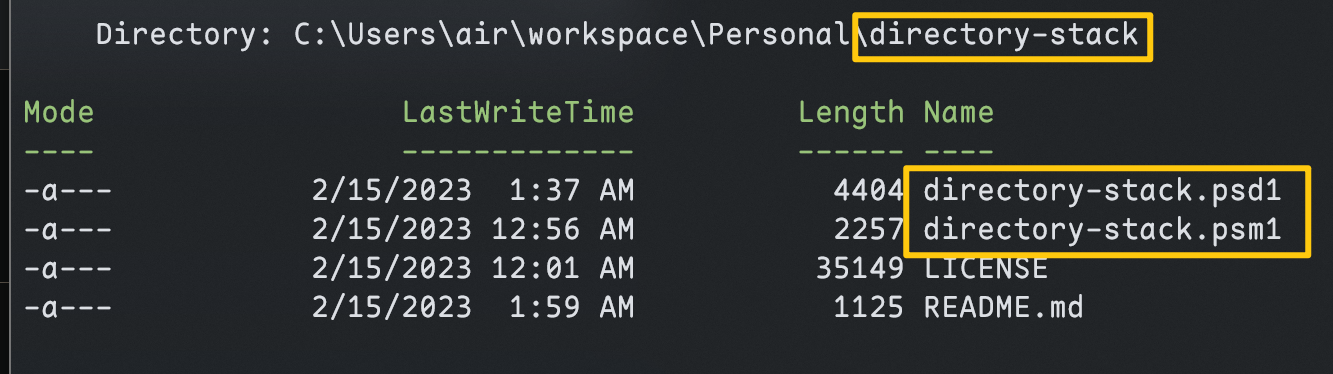 Directory: C:\Users\air\workspace\Personal\directory-stack
Mode LastWriteTime Length Name
---- ------------- ------ ----
-a--- 2/15/2023 1:37 AM 4404 directory-stack.psd1
-a--- 2/15/2023 12:56 AM 2257 directory-stack.psm1
-a--- 2/15/2023 12:01 AM 35149 LICENSE
-a--- 2/15/2023 1:59 AM 1125 README.md